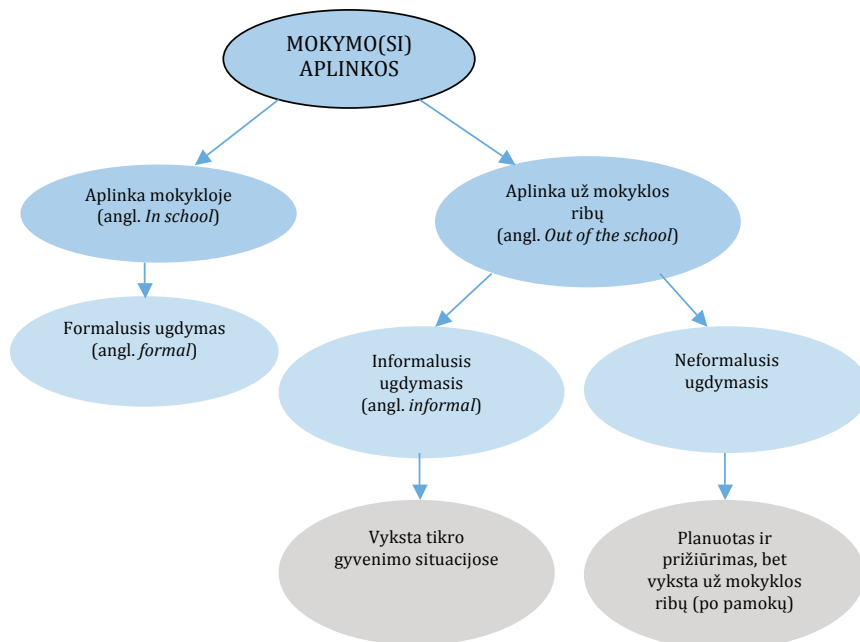 MOKYMO(SI)
APLINKOS
Aplinka mokykloje
(angl. In school)
Aplinka už mokyklos
ribų
(angl. Out of the school)
Formalusis ugdymas
(angl. formal)
Informalusis
ugdymasis
(angl. informal)
Neformalusis
ugdymasis
Vyksta tikro
gyvenimo situacijose
Planuotas ir
prižiūrimas, bet
vyksta už mokyklos
ribų (po pamokų)